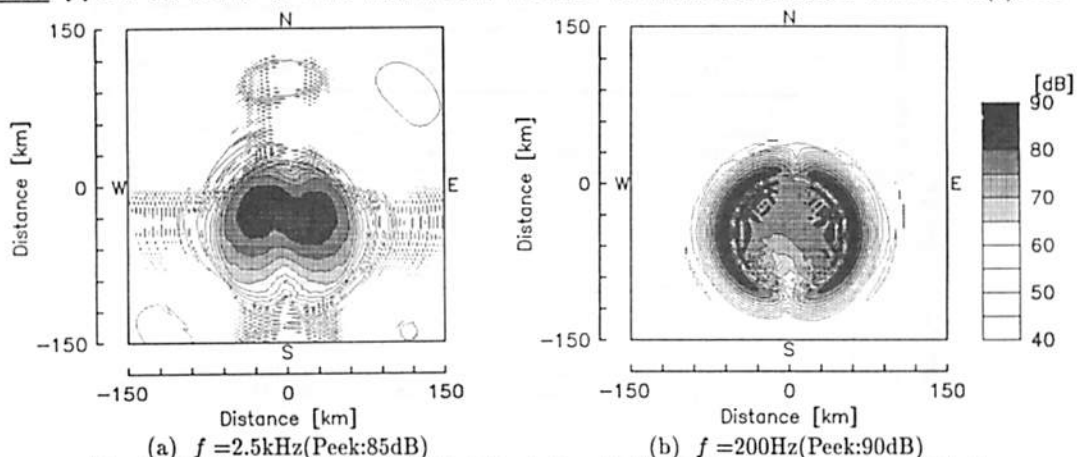 N
N
150
150
[dB]
90
80
70
60
50
40
Distance [km]
0
W
E
Distance [km]
0
W
E
-150
-150
S
S
-150
0
150
-150
0
150
Distance [km]
Distance [km]
(a) f =2.5kHz(Peek:85dB)
(b) f =200Hz(Peek:90dB)